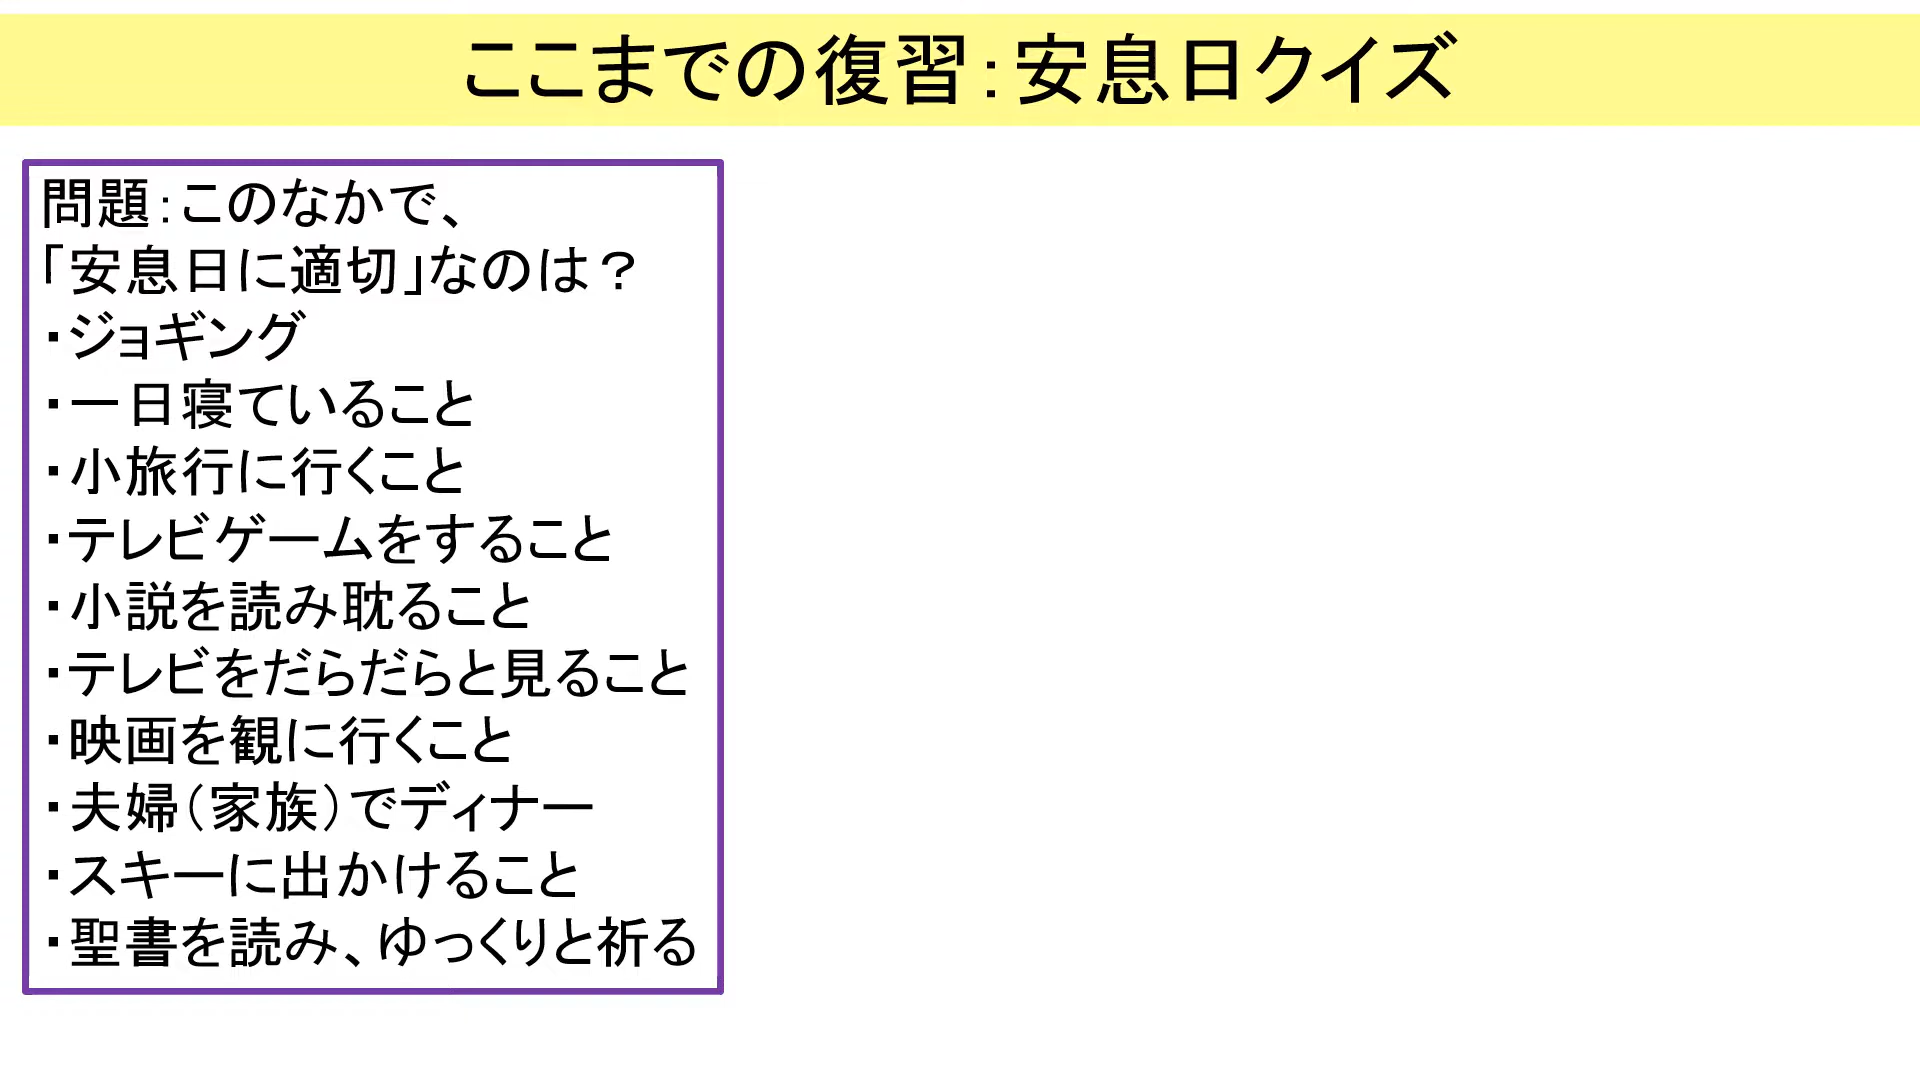 ここまでの復習：安息日クイズ
問題：このなかで、
「安息日に適切」なのは？
・ジョギング
・一日寝ていること
・小旅行に行くこと
・テレビゲームをすること
・小説を読み耽ること
・テレビをだらだらと見ること
・映画を観に行くこと
・夫婦（家族）でディナー
・スキーに出かけること
・聖書を読み、ゆっくりと祈る